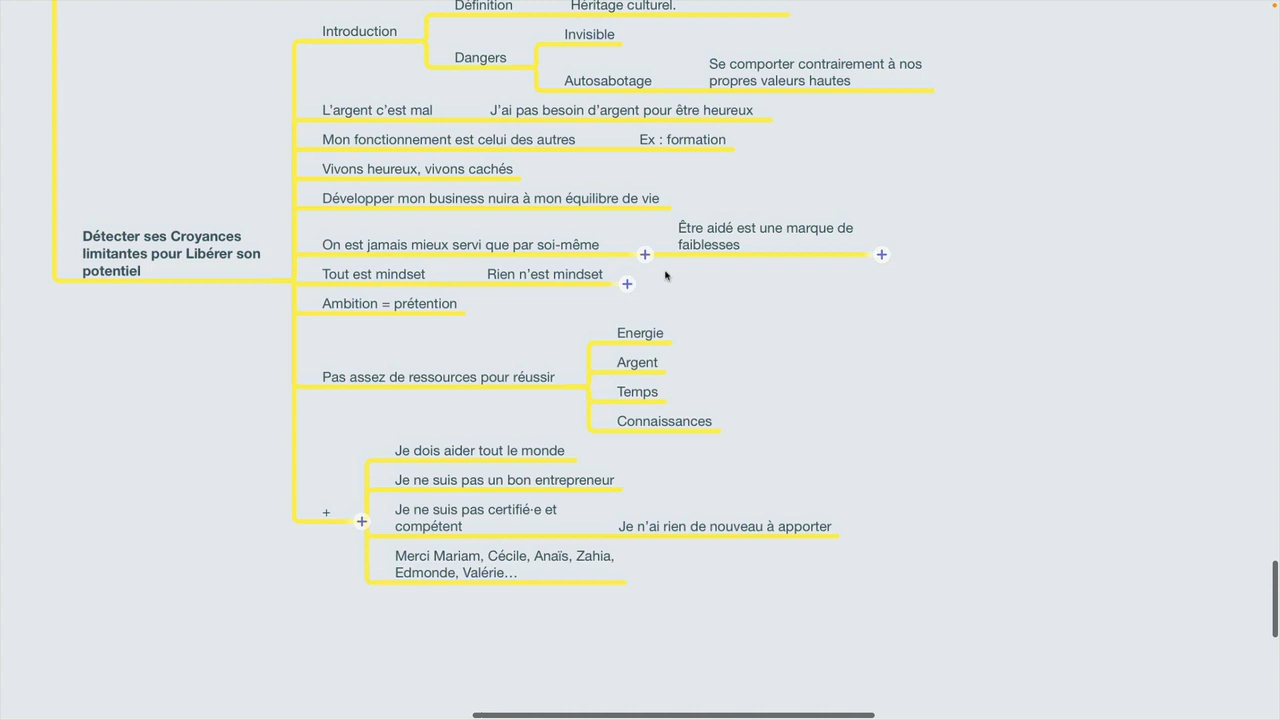 Définition
Héritage culturel.
Introduction
Invisible
Dangers
Se comporter contrairement à nos
propres valeurs hautes
Autosabotage
L’argent c’est mal
J’ai pas besoin d’argent pour être heureux
Mon fonctionnement est celui des autres
Ex : formation
Vivons heureux, vivons cachés
Développer mon business nuira à mon équilibre de vie
Détecter ses Croyances
limitantes pour Libérer son
potentiel
On est jamais mieux servi que par soi-même
Être aidé est une marque de
faiblesses
Tout est mindset
Rien n’est mindset
Ambition = prétention
Pas assez de ressources pour réussir
Energie
Argent
Temps
Connaissances
+
Je dois aider tout le monde
Je ne suis pas un bon entrepreneur
Je ne suis pas certifié·e et
compétent
Je n’ai rien de nouveau à apporter
Merci Mariam, Cécile, Anaïs, Zahia,
Edmonde, Valérie…